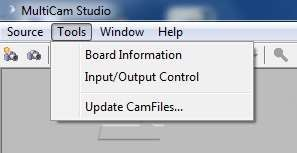 MultiCam Studio
Source Tools Window Help
Board Information
Input/Output Control
Update CamFiles...